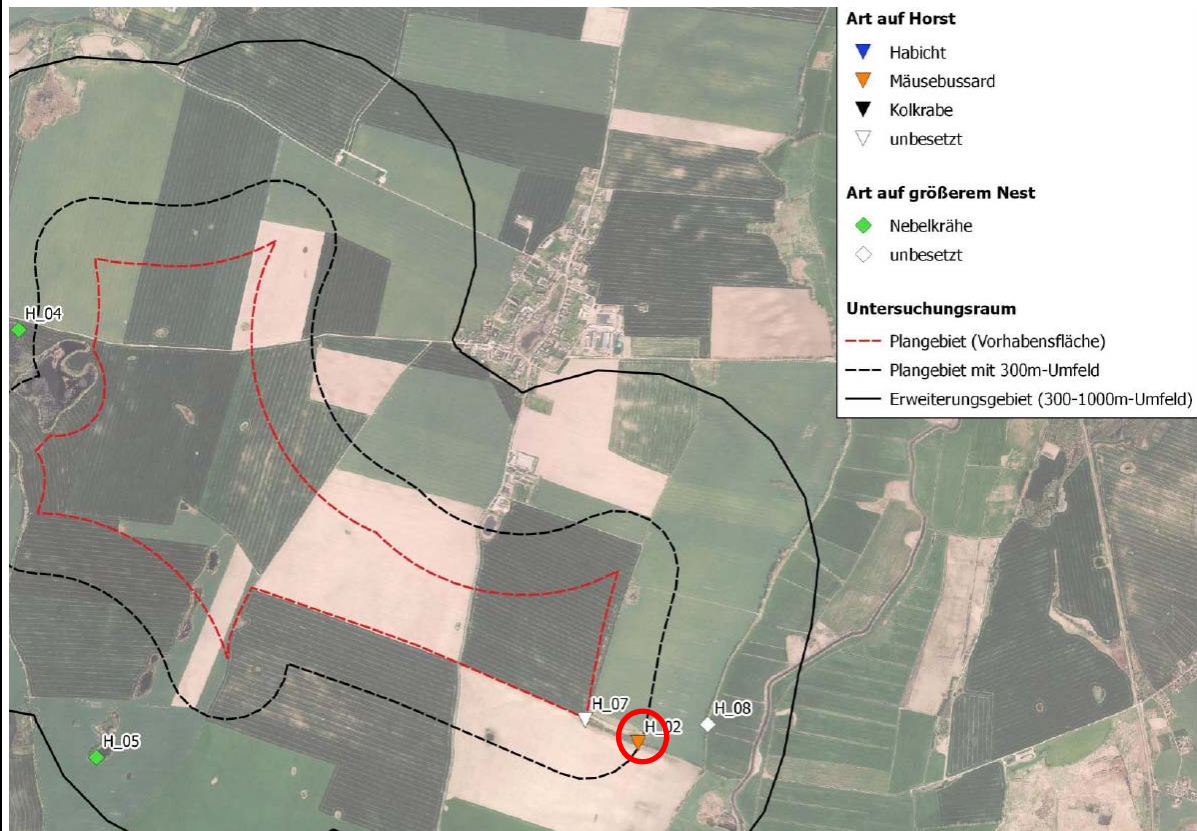 Art auf Horst
Habicht
Mäusebussard
Kolkrabe
unbesetzt
Art auf größerem Nest
Nebelkrähe
unbesetzt
Untersuchungsraum
Plangebiet (Vorhabensfläche)
Plangebiet mit 300m-Umfeld
Erweiterungsgebiet (300-1000m-Umfeld)
H_04
H_07
H_02
H_08
H_05